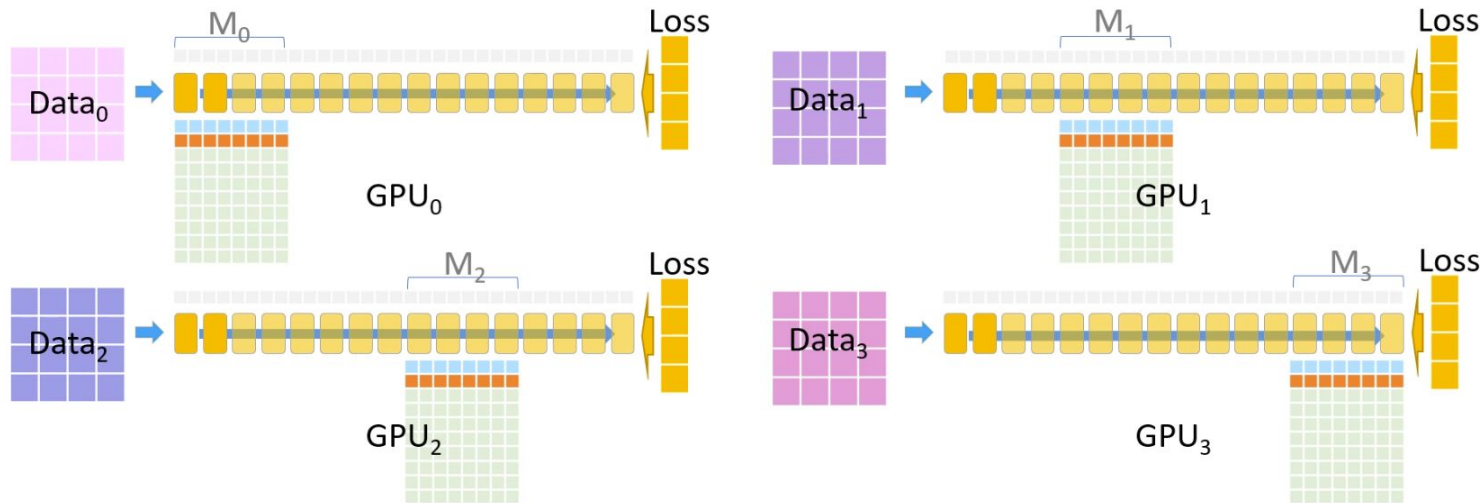 M₀
Loss
Data₀
GPU₀
M₁
Loss
Data₁
GPU₁
M₂
Loss
Data₂
GPU₂
M₃
Loss
Data₃
GPU₃